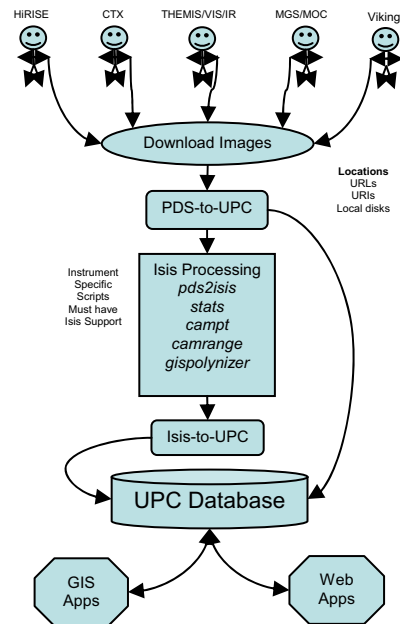 HiRISE
CTX
THEMIS/VIS/IR
MGS/MOC
Viking
Download Images
Locations
URLs
URIs
Local disks
PDS-to-UPC
Instrument
Specific
Scripts
Must have
Isis Support
Isis Processing
pds2isis
stats
campt
camrange
gispolynizer
Isis-to-UPC
UPC Database
GIS
Apps
Web
Apps